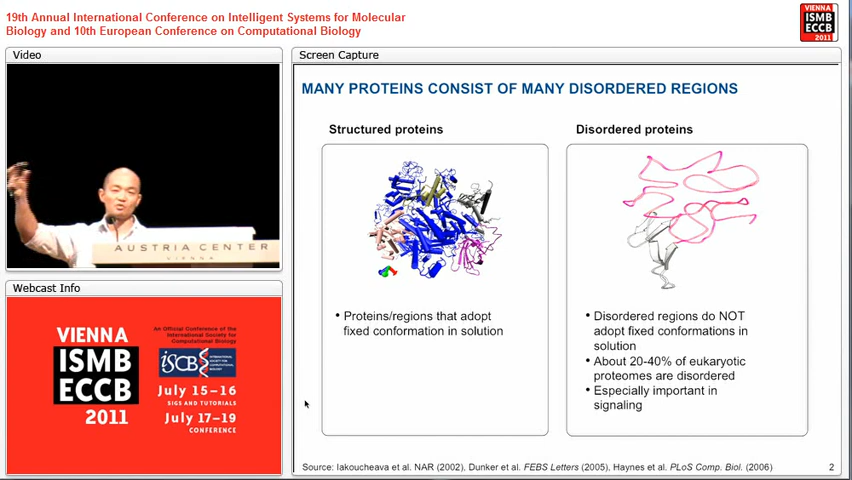 19th Annual International Conference on Intelligent Systems for Molecular
Biology and 10th European Conference on Computational Biology
VIENNA
ISMB
ECCB
2011
Video
AUSTRIA CENTER
VIENNA
Webcast Info
VIENNA
ISMB
ECCB
2011
An Official Conference of the
International Society for
Computational Biology
ISCB
INTERNATIONAL
SOCIETY FOR
COMPUTATIONAL
BIOLOGY
July 15–16
SIGS AND TUTORIALS
July 17–19
CONFERENCE
Screen Capture
MANY PROTEINS CONSIST OF MANY DISORDERED REGIONS
Structured proteins
• Proteins/regions that adopt
fixed conformation in solution
Disordered proteins
• Disordered regions do NOT
adopt fixed conformations in
solution
• About 20-40% of eukaryotic
proteomes are disordered
• Especially important in
signaling
Source: Iakoucheava et al. NAR (2002), Dunker et al. FEBS Letters (2005), Haynes et al. PLoS Comp. Biol. (2006)
2